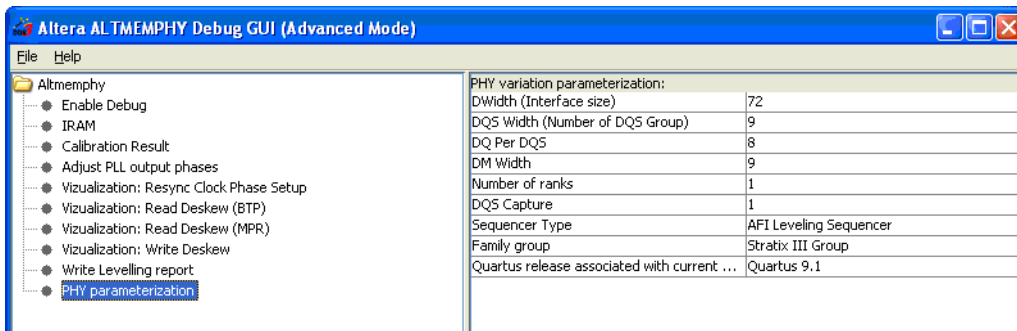 Altera ALTMEMPHY Debug GUI (Advanced Mode)
File Help
Altmemphy
Enable Debug
IRAM
Calibration Result
Adjust PLL output phases
Vizualization: Resync Clock Phase Setup
Vizualization: Read Deskew (BTP)
Vizualization: Read Deskew (MPR)
Vizualization: Write Deskew
Write Levelling report
PHY parameterization
PHY variation parameterization:
DWidth (Interface size) 72
DQS Width (Number of DQS Group) 9
DQ Per DQS 8
DM Width 9
Number of ranks 1
DQS Capture 1
Sequencer Type AFI Leveling Sequencer
Family group Stratix III Group
Quartus release associated with current ... Quartus 9.1